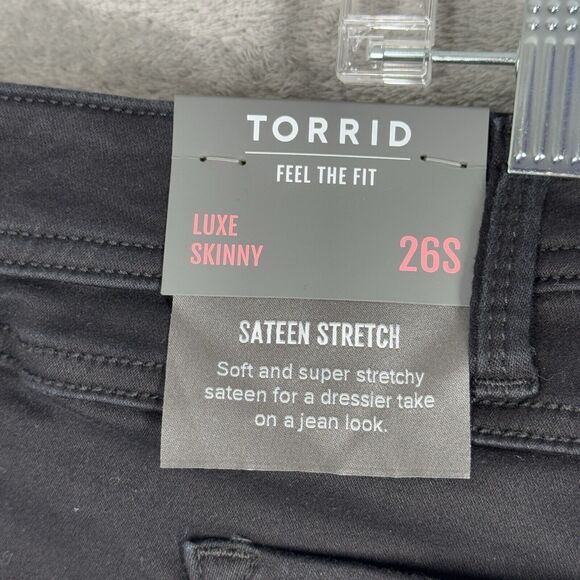 TORRID
FEEL THE FIT
LUXE
SKINNY
26S
SATEEN STRETCH
Soft and super stretchy
sateen for a dressier take
on a jean look.